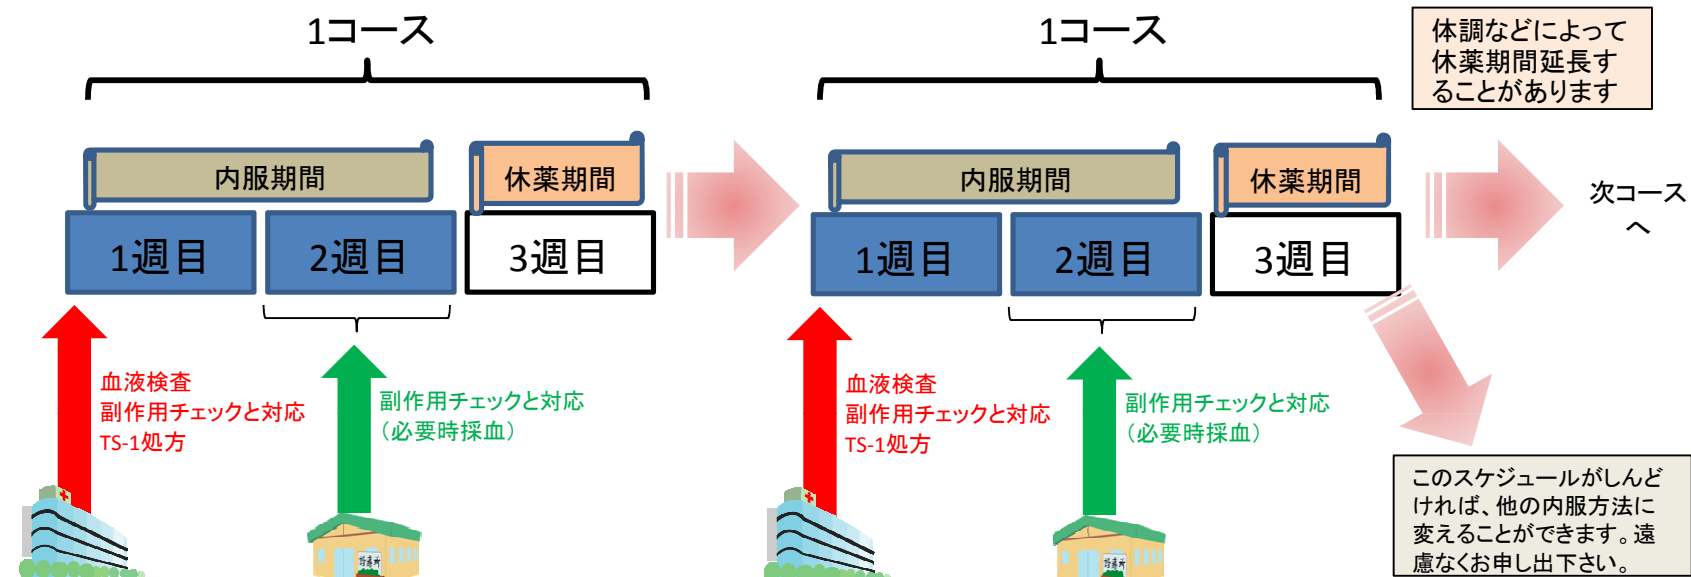 1コース
内服期間
休薬期間
1週目
2週目
3週目
血液検査
副作用チェックと対応
TS-1処方
副作用チェックと対応
（必要時採血）
診療所
1コース
内服期間
休薬期間
1週目
2週目
3週目
血液検査
副作用チェックと対応
TS-1処方
副作用チェックと対応
（必要時採血）
診療所
体調などによって
休薬期間延長す
ることがあります
次コース
へ
このスケジュールがしんど
ければ、他の内服方法に
変えることができます。遠
慮なくお申し出下さい。